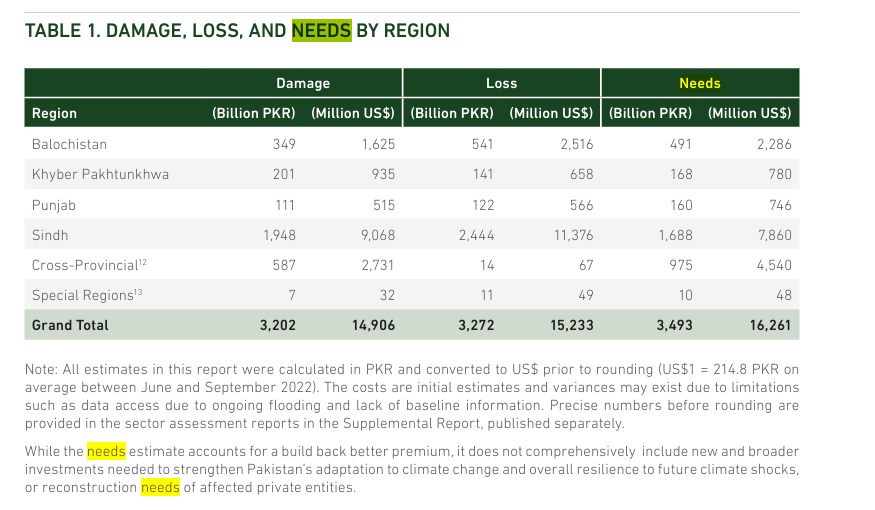 TABLE 1. DAMAGE, LOSS, AND NEEDS BY REGION
Damage Loss Needs
Region (Billion PKR) (Million US$) (Billion PKR) (Million US$) (Billion PKR) (Million US$)
Balochistan 349 1,625 541 2,516 491 2,286
Khyber Pakhtunkhwa 201 935 141 658 168 780
Punjab 111 515 122 566 160 746
Sindh 1,948 9,068 2,444 11,376 1,688 7,860
Cross-Provincial12 587 2,731 14 67 975 4,540
Special Regions13 7 32 11 49 10 48
Grand Total 3,202 14,906 3,272 15,233 3,493 16,261
Note: All estimates in this report were calculated in PKR and converted to US$ prior to rounding (US$1 = 214.8 PKR on
average between June and September 2022). The costs are initial estimates and variances may exist due to limitations
such as data access due to ongoing flooding and lack of baseline information. Precise numbers before rounding are
provided in the sector assessment reports in the Supplemental Report, published separately.
While the needs estimate accounts for a build back better premium, it does not comprehensively include new and broader
investments needed to strengthen Pakistan's adaptation to climate change and overall resilience to future climate shocks,
or reconstruction needs of affected private entities.